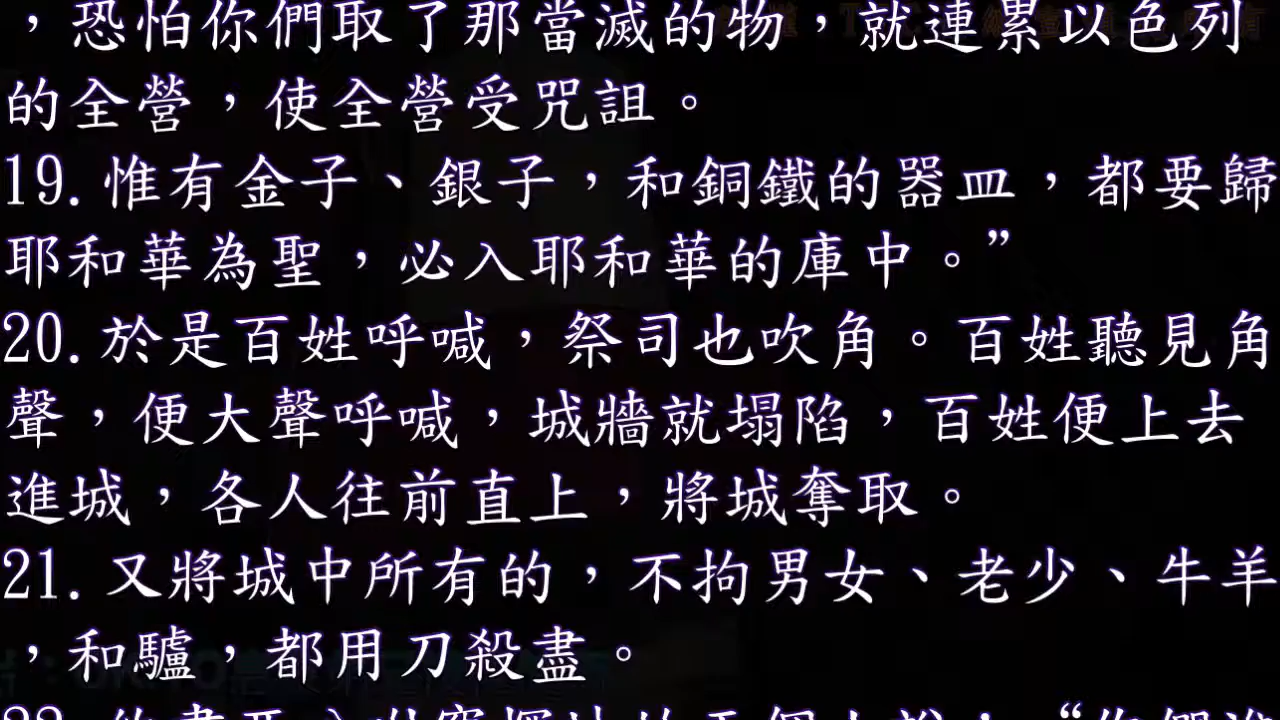 ，恐怕你們取了那當滅的物，就連累以色列
的全營，使全營受咒詛。
19.惟有金子、銀子，和銅鐵的器皿，都要歸
耶和華為聖，必入耶和華的庫中。”
20.於是百姓呼喊，祭司也吹角。百姓聽見角
聲，便大聲呼喊，城牆就塌陷，百姓便上去
進城，各人往前直上，將城奪取。
21.又將城中所有的，不拘男女、老少、牛羊
，和驢，都用刀殺盡。